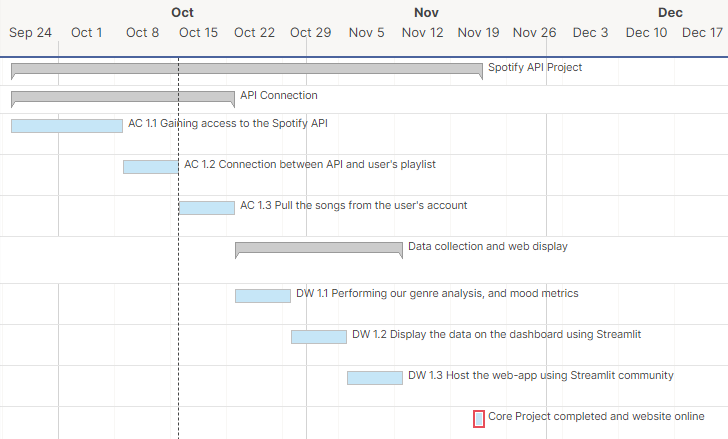 Oct Nov Dec
Sep 24 Oct 1 Oct 8 Oct 15 Oct 22 Oct 29 Nov 5 Nov 12 Nov 19 Nov 26 Dec 3 Dec 10 Dec 17
Spotify API Project
API Connection
AC 1.1 Gaining access to the Spotify API
AC 1.2 Connection between API and user's playlist
AC 1.3 Pull the songs from the user's account
Data collection and web display
DW 1.1 Performing our genre analysis, and mood metrics
DW 1.2 Display the data on the dashboard using Streamlit
DW 1.3 Host the web-app using Streamlit community
Core Project completed and website online